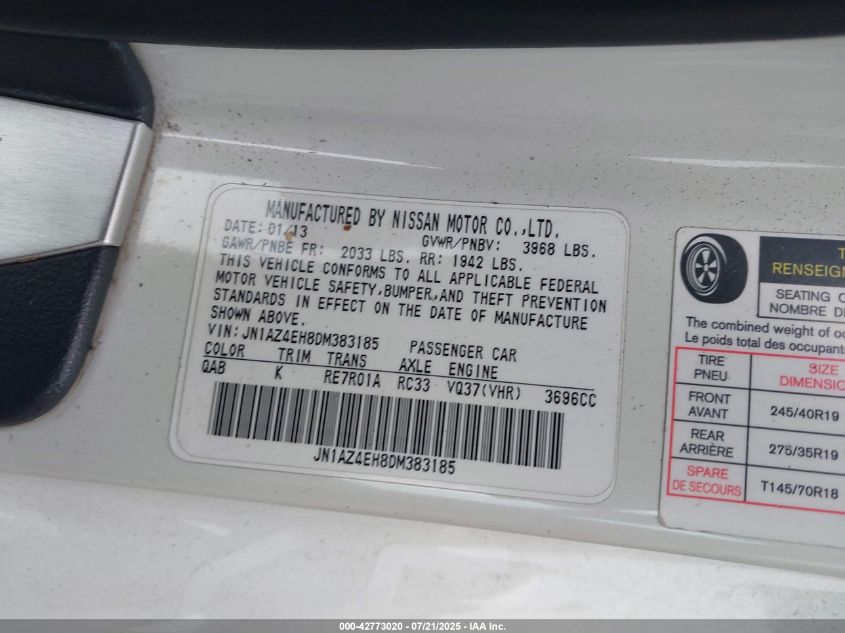 MANUFACTURED BY NISSAN MOTOR CO.,LTD.
DATE: 01/13 GVWR/PNBV: 3968 LBS.
GAWR/PNBE FR: 2033 LBS. RR: 1942 LBS.
THIS VEHICLE CONFORMS TO ALL APPLICABLE FEDERAL
MOTOR VEHICLE SAFETY,BUMPER,AND THEFT PREVENTION
STANDARDS IN EFFECT ON THE DATE OF MANUFACTURE
SHOWN ABOVE.
VIN:JN1AZ4EH8DM383185 PASSENGER CAR
COLOR TRIM TRANS AXLE ENGINE
QAB K RE7R01A RC33 VQ37(VHR) 3696CC
JN1AZ4EH8DM383185
RENSEIGN
SEATING
NOMBRE
The combined weight of
Le poids total des occupants
TIRE SIZE
PNEU DIMENSIO
FRONT
AVANT 245/40R19
REAR
ARRIÈRE 275/35R19
SPARE
DE SECOURS T145/70R18
000-42773020 - 07/21/2025 - IAA Inc.